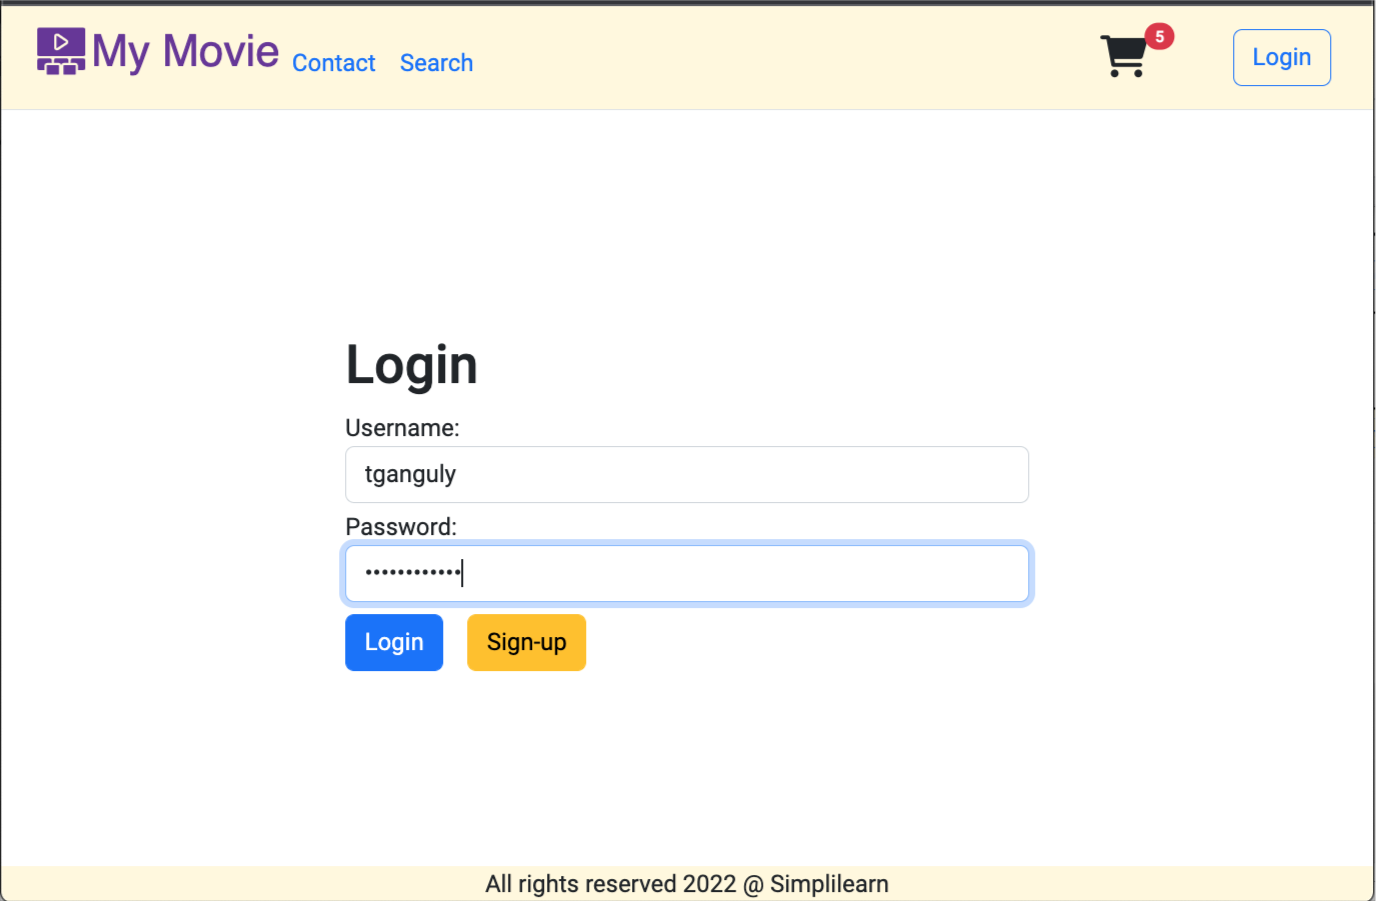 My Movie Contact Search 5 Login
Login
Username:
tganguly
Password:
••••••••••••
Login Sign-up
All rights reserved 2022 @ Simplilearn